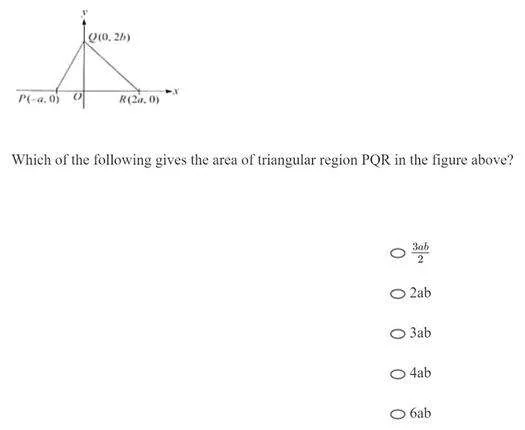 y
Q(0, 2b)
P(-a, 0) O R(2a, 0) x
Which of the following gives the area of triangular region PQR in the figure above?
3ab
2
2ab
3ab
4ab
6ab